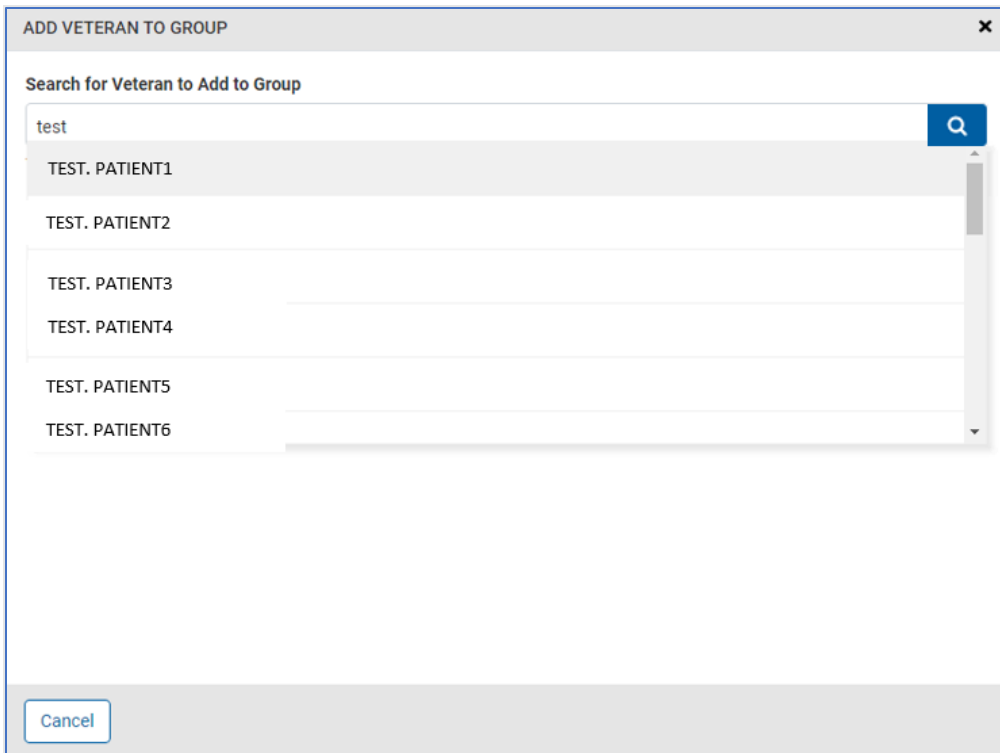 ADD VETERAN TO GROUP
Search for Veteran to Add to Group
test
TEST. PATIENT1
TEST. PATIENT2
TEST. PATIENT3
TEST. PATIENT4
TEST. PATIENT5
TEST. PATIENT6
Cancel